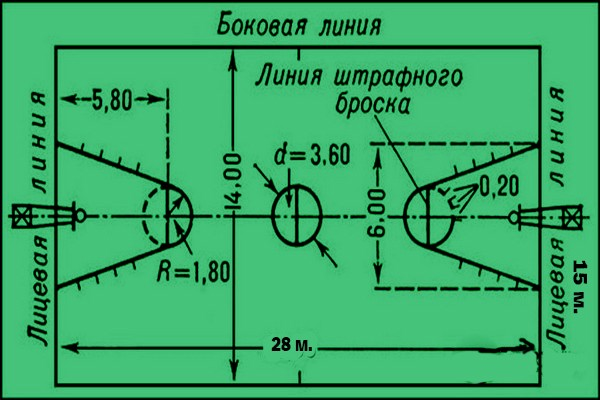 Боковая линия
Линия штрафного
броска
5,80
Лицевая линия
14,00
d=3,60
6,00
0,20
R=1,80
Лицевая линия
15 м.
28 м.